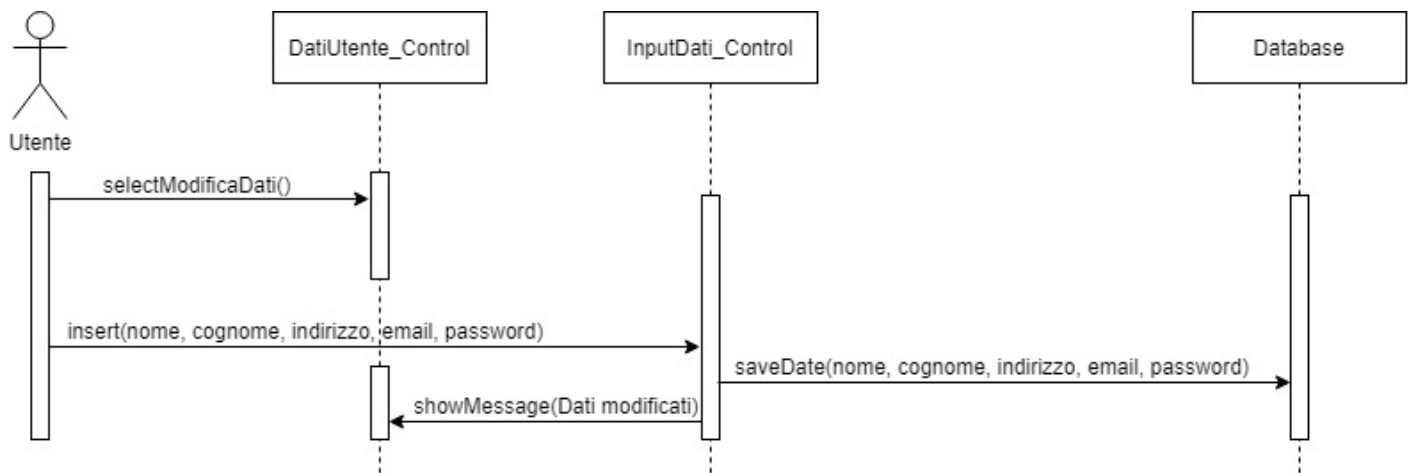 DatiUtente_Control
InputDati_Control
Database
Utente
selectModificaDati()
insert(nome, cognome, indirizzo, email, password)
saveDate(nome, cognome, indirizzo, email, password)
showMessage(Dati modificati)